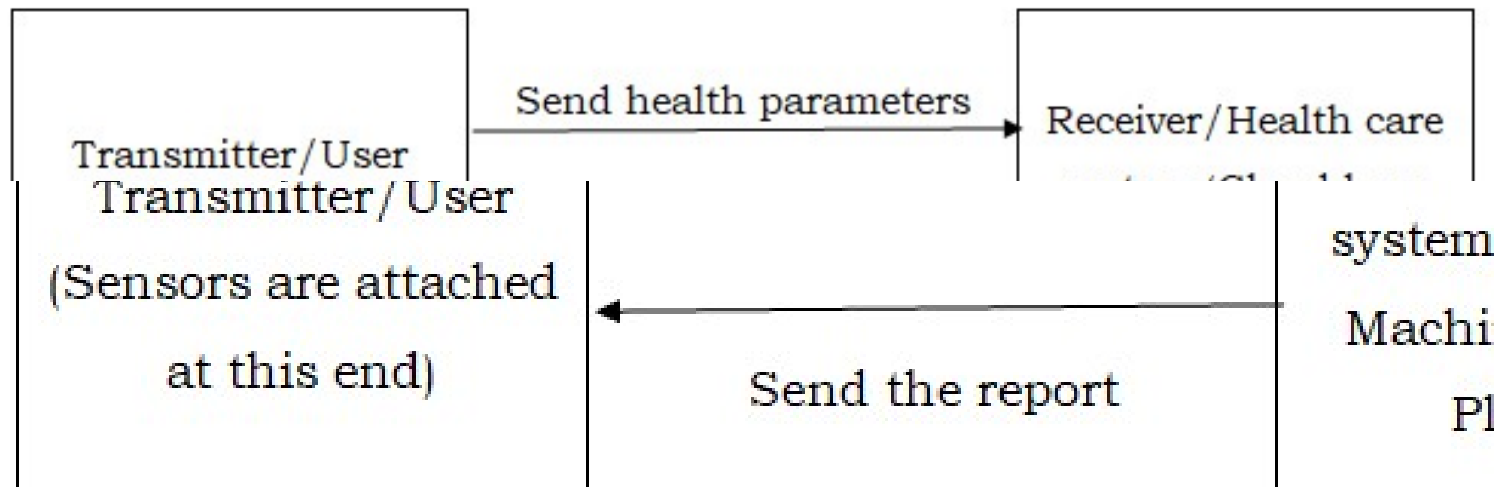 Send health parameters
Receiver/Health care
Transmitter/User
Transmitter/User
(Sensors are attached
at this end)
Send the report
system